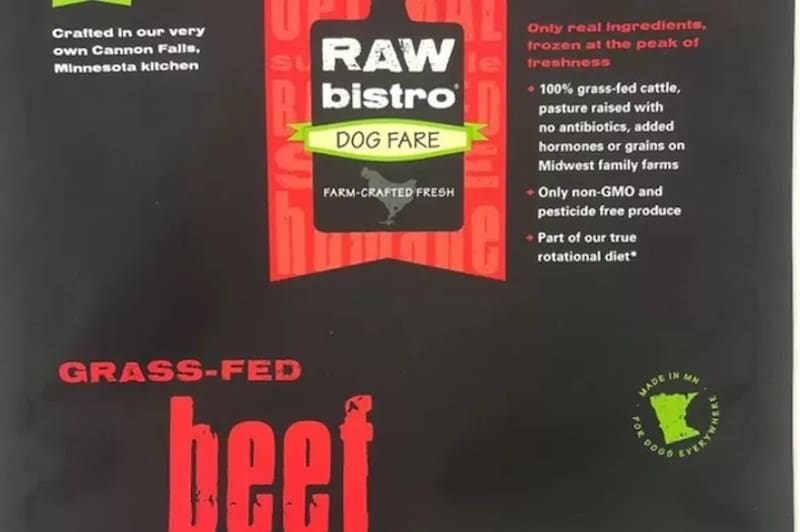 Crafted in our very
own Cannon Falls,
Minnesota kitchen
RAW
bistro®
DOG FARE
FARM-CRAFTED FRESH
humane
Only real ingredients,
frozen at the peak of
freshness
100% grass-fed cattle,
pasture raised with
no antibiotics, added
hormones or grains on
Midwest family farms
Only non-GMO and
pesticide free produce
Part of our true
rotational diet*
GRASS-FED
beef
MADE IN MN
FOR DOGS EVERYWHERE